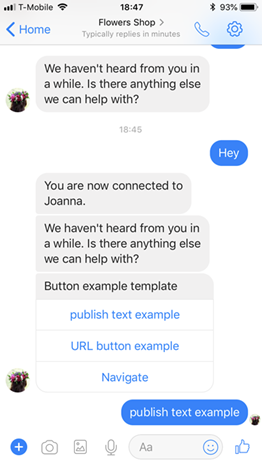 T-Mobile 18:47 93%
Home Flowers Shop >
Typically replies in minutes
We haven't heard from you in
a while. Is there anything else
we can help with?
18:45
Hey
You are now connected to
Joanna.
We haven't heard from you in
a while. Is there anything else
we can help with?
Button example template
publish text example
URL button example
Navigate
publish text example
Aa